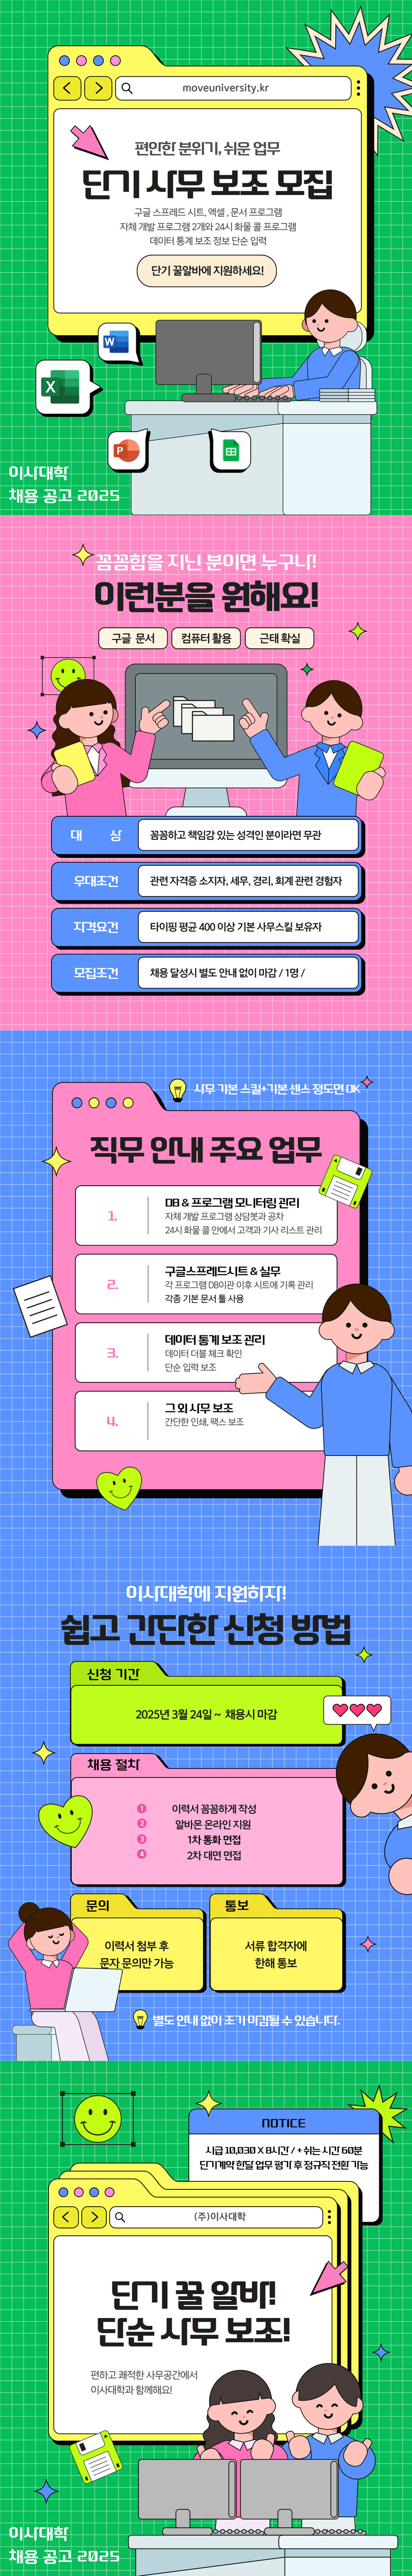 moveuniversity.kr
편안한 분위기, 쉬운 업무
단기 사무 보조 모집
구글 스프레드 시트, 엑셀 , 문서 프로그램
자체 개발 프로그램 2개와 24시 화물 콜 프로그램
데이터 통계 보조 정보 단순 입력
단기 꿀알바에 지원하세요!
W
X
P
이사대학
채용 공고 2025
꼼꼼함을 지닌 분이면 누구나!
이런분을 원해요!
구글 문서
컴퓨터 활용
근태 확실
대 상
꼼꼼하고 책임감 있는 성격인 분이라면 무관
우대조건
관련 자격증 소지자, 세무, 경리, 회계 관련 경험자
자격요건
타이핑 평균 400 이상 기본 사무스킬 보유자
모집조건
채용 달성시 별도 안내 없이 마감 / 1명 /
사무 기본 스킬+기본 센스 정도면 OK
직무 안내 주요 업무
1.
DB & 프로그램 모니터링 관리
자체 개발 프로그램 상담봇과 공차
24시 화물 콜 안에서 고객과 기사 리스트 관리
2.
구글스프레드시트 & 실무
각 프로그램 DB이관 이후 시트에 기록 관리
각종 기본 문서 툴 사용
3.
데이터 통계 보조 관리
데이터 더블 체크 확인
단순 입력 보조
4.
그 외 사무 보조
간단한 인쇄, 팩스 보조
이사대학에 지원하자!
쉽고 간단한 신청 방법
신청 기간
2025년 3월 24일 ~ 채용시 마감
채용 절차
1 이력서 꼼꼼하게 작성
2 알바몬 온라인 지원
3 1차 통화 면접
4 2차 대면 면접
문의
이력서 첨부 후
문자 문의만 가능
통보
서류 합격자에
한해 통보
별도 안내 없이 조기 마감될 수 있습니다.
NOTICE
시급 10,030 X 8시간 / + 쉬는 시간 60분
단기계약 한달 업무 평가 후 정규직 전환 가능
(주)이사대학
단기 꿀 알바!
단순 사무 보조!
편하고 쾌적한 사무공간에서
이사대학과 함께해요!
이사대학
채용 공고 2025